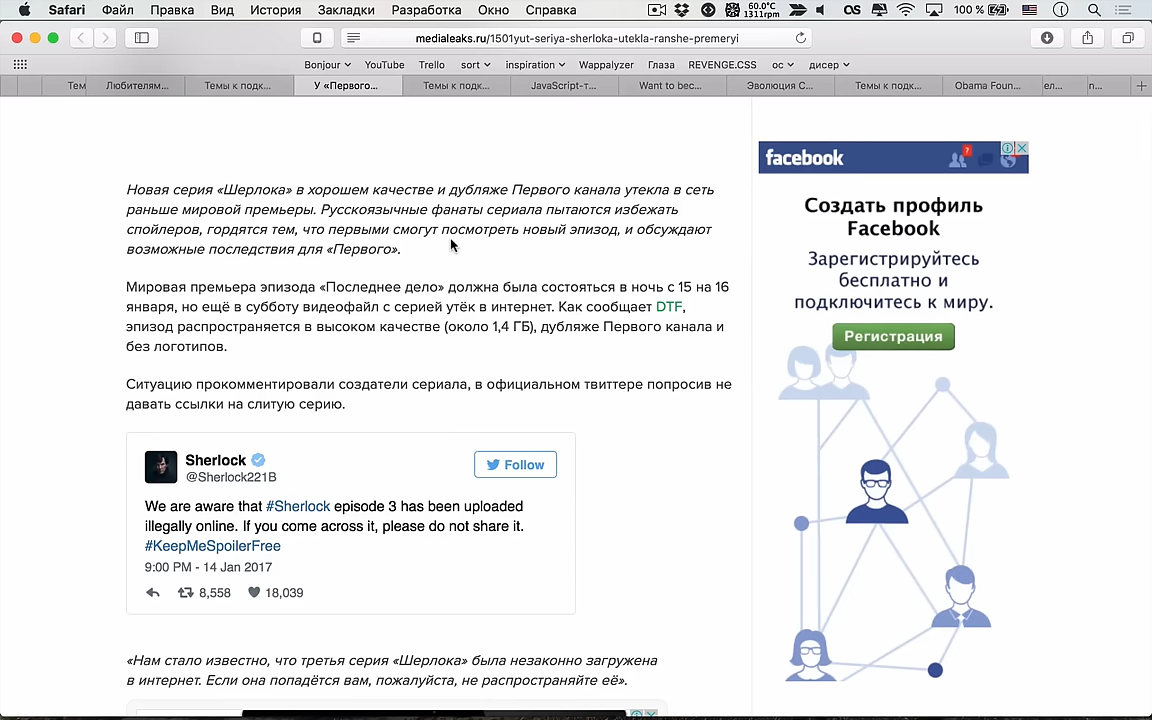 Safari Файл Правка Вид История Закладки Разработка Окно Справка 60.0°C 1311rpm 100 %
medialeaks.ru/1501yut-seriya-sherloka-utekla-ranshe-premeryi
Bonjour YouTube Trello sort inspiration Wappalyzer Глаза REVENGE.CSS ос дисер
Тем Любителям... Темы к подк... У «Первого... Темы к подк... JavaScript-т... Want to bec... Эволюция С... Темы к подк... Obama Foun... ел... п...
Новая серия «Шерлока» в хорошем качестве и дубляже Первого канала утекла в сеть
раньше мировой премьеры. Русскоязычные фанаты сериала пытаются избежать
спойлеров, гордятся тем, что первыми смогут посмотреть новый эпизод, и обсуждают
возможные последствия для «Первого».
Мировая премьера эпизода «Последнее дело» должна была состояться в ночь с 15 на 16
января, но ещё в субботу видеофайл с серией утёк в интернет. Как сообщает DTF,
эпизод распространяется в высоком качестве (около 1,4 ГБ), дубляже Первого канала и
без логотипов.
Ситуацию прокомментировали создатели сериала, в официальном твиттере попросив не
давать ссылки на слитую серию.
Sherlock
@Sherlock221B
Follow
We are aware that #Sherlock episode 3 has been uploaded
illegally online. If you come across it, please do not share it.
#KeepMeSpoilerFree
9:00 PM - 14 Jan 2017
8,558 18,039
«Нам стало известно, что третья серия «Шерлока» была незаконно загружена
в интернет. Если она попадётся вам, пожалуйста, не распространяйте её».
facebook
Создать профиль
Facebook
Зарегистрируйтесь
бесплатно и
подключитесь к миру.
Регистрация